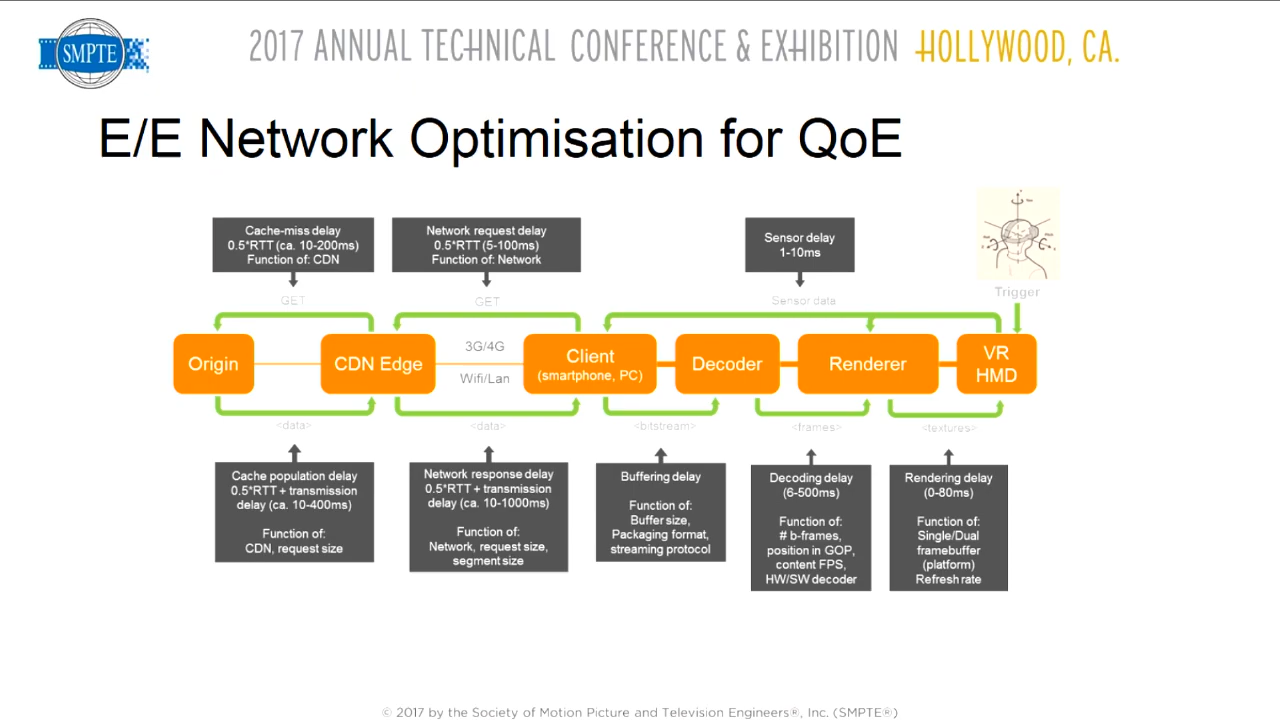 SMPTE
2017 ANNUAL TECHNICAL CONFERENCE & EXHIBITION HOLLYWOOD, CA.
E/E Network Optimisation for QoE
Cache-miss delay
0.5*RTT (ca. 10-200ms)
Function of: CDN
Network request delay
0.5*RTT (5-100ms)
Function of: Network
Sensor delay
1-10ms
Trigger
GET
GET
Sensor data
Origin
CDN Edge
3G/4G
Wifi/Lan
Client
(smartphone, PC)
Decoder
Renderer
VR
HMD
<data>
<data>
<bitstream>
<frames>
<textures>
Cache population delay
0.5*RTT + transmission
delay (ca. 10-400ms)
Function of:
CDN, request size
Network response delay
0.5*RTT + transmission
delay (ca. 10-1000ms)
Function of:
Network, request size,
segment size
Buffering delay
Function of:
Buffer size,
Packaging format,
streaming protocol
Decoding delay
(6-500ms)
Function of:
# b-frames,
position in GOP,
content FPS,
HW/SW decoder
Rendering delay
(0-80ms)
Function of:
Single/Dual
framebuffer
(platform)
Refresh rate
© 2017 by the Society of Motion Picture and Television Engineers®, Inc. (SMPTE®)